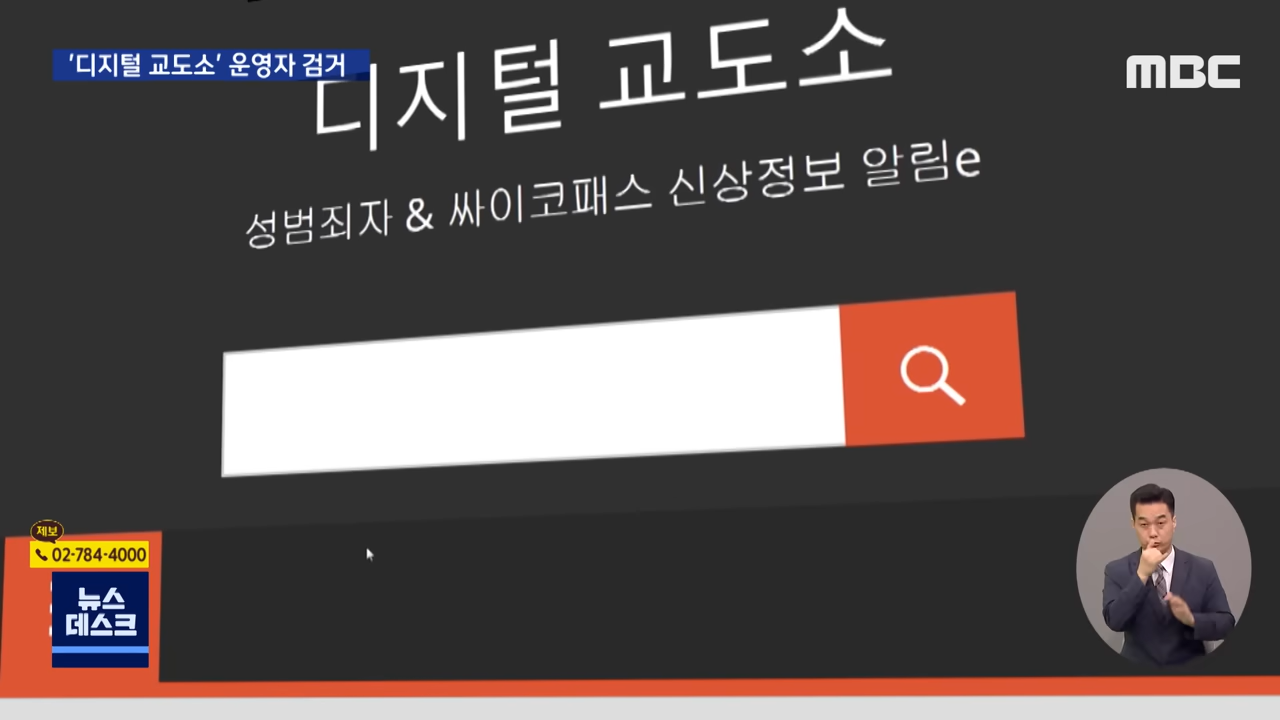 '디지털 교도소' 운영자 검거
MBC
디지털 교도소
성범죄자 & 싸이코패스 신상정보 알림e
제보
02-784-4000
뉴스
데스크